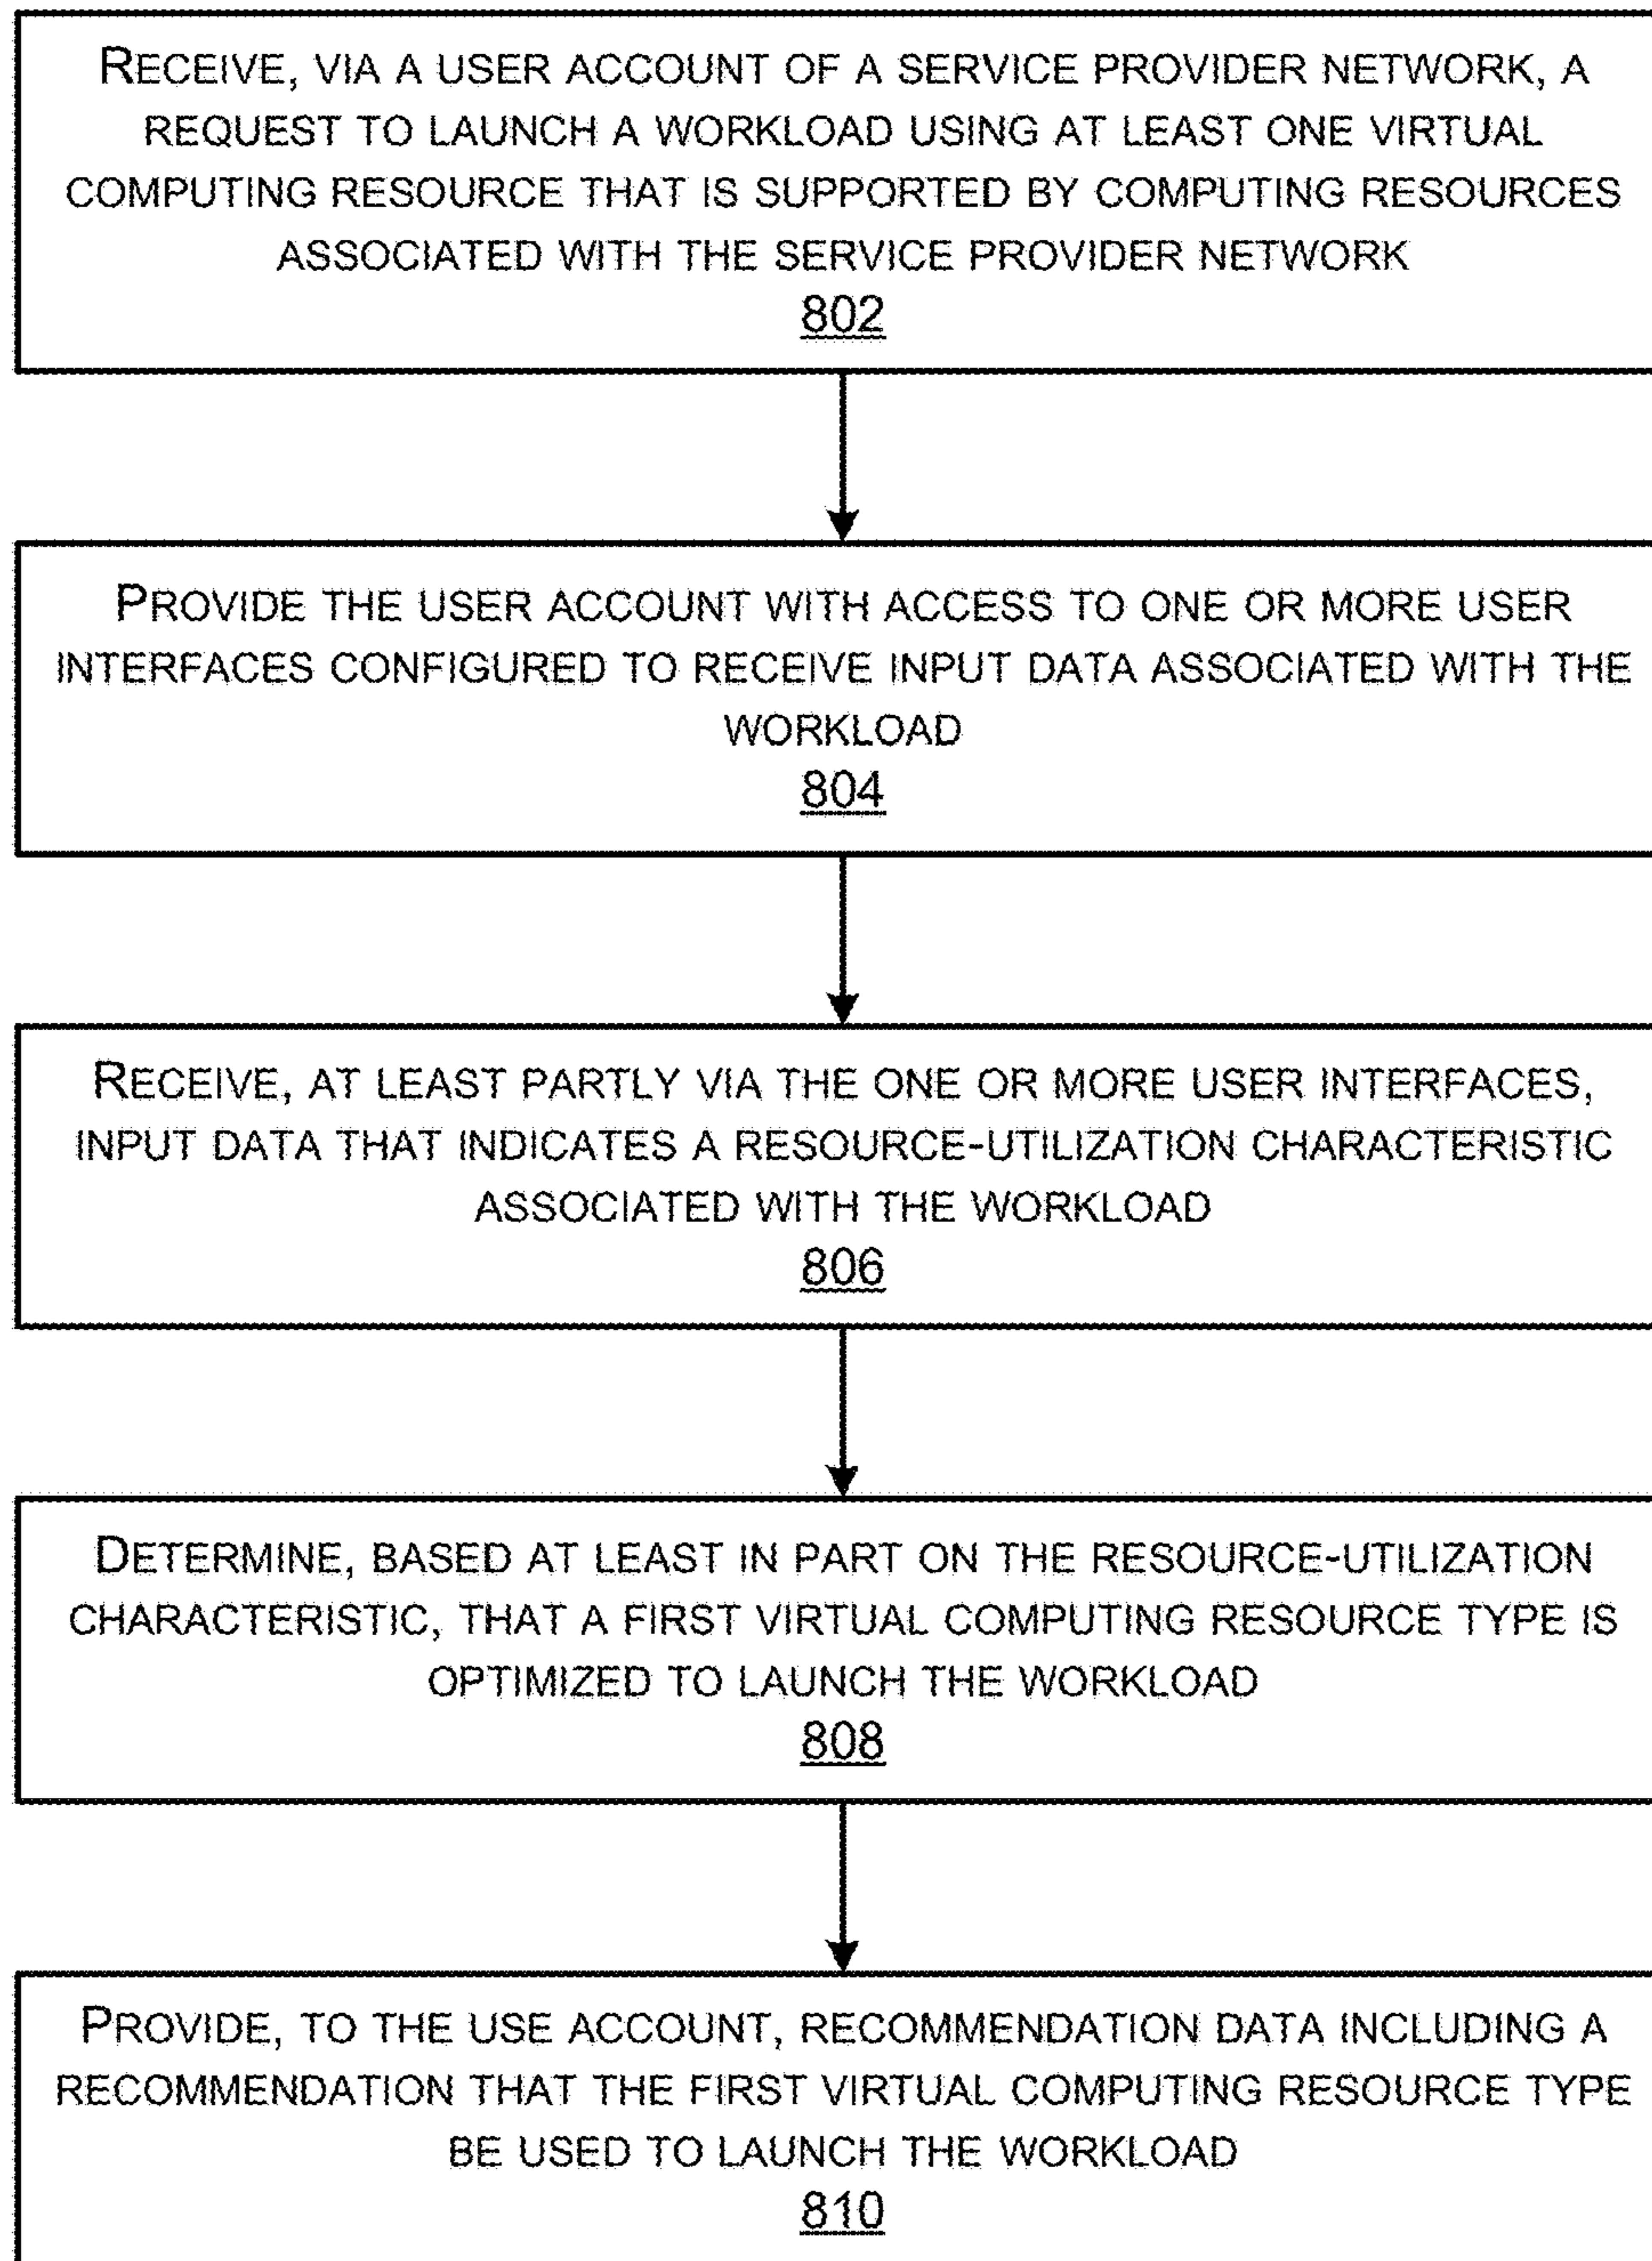 RECEIVE, VIA A USER ACCOUNT OF A SERVICE PROVIDER NETWORK, A
REQUEST TO LAUNCH A WORKLOAD USING AT LEAST ONE VIRTUAL
COMPUTING RESOURCE THAT IS SUPPORTED BY COMPUTING RESOURCES
ASSOCIATED WITH THE SERVICE PROVIDER NETWORK
802
PROVIDE THE USER ACCOUNT WITH ACCESS TO ONE OR MORE USER
INTERFACES CONFIGURED TO RECEIVE INPUT DATA ASSOCIATED WITH THE
WORKLOAD
804
RECEIVE, AT LEAST PARTLY VIA THE ONE OR MORE USER INTERFACES,
INPUT DATA THAT INDICATES A RESOURCE-UTILIZATION CHARACTERISTIC
ASSOCIATED WITH THE WORKLOAD
806
DETERMINE, BASED AT LEAST IN PART ON THE RESOURCE-UTILIZATION
CHARACTERISTIC, THAT A FIRST VIRTUAL COMPUTING RESOURCE TYPE IS
OPTIMIZED TO LAUNCH THE WORKLOAD
808
PROVIDE, TO THE USE ACCOUNT, RECOMMENDATION DATA INCLUDING A
RECOMMENDATION THAT THE FIRST VIRTUAL COMPUTING RESOURCE TYPE
BE USED TO LAUNCH THE WORKLOAD
810